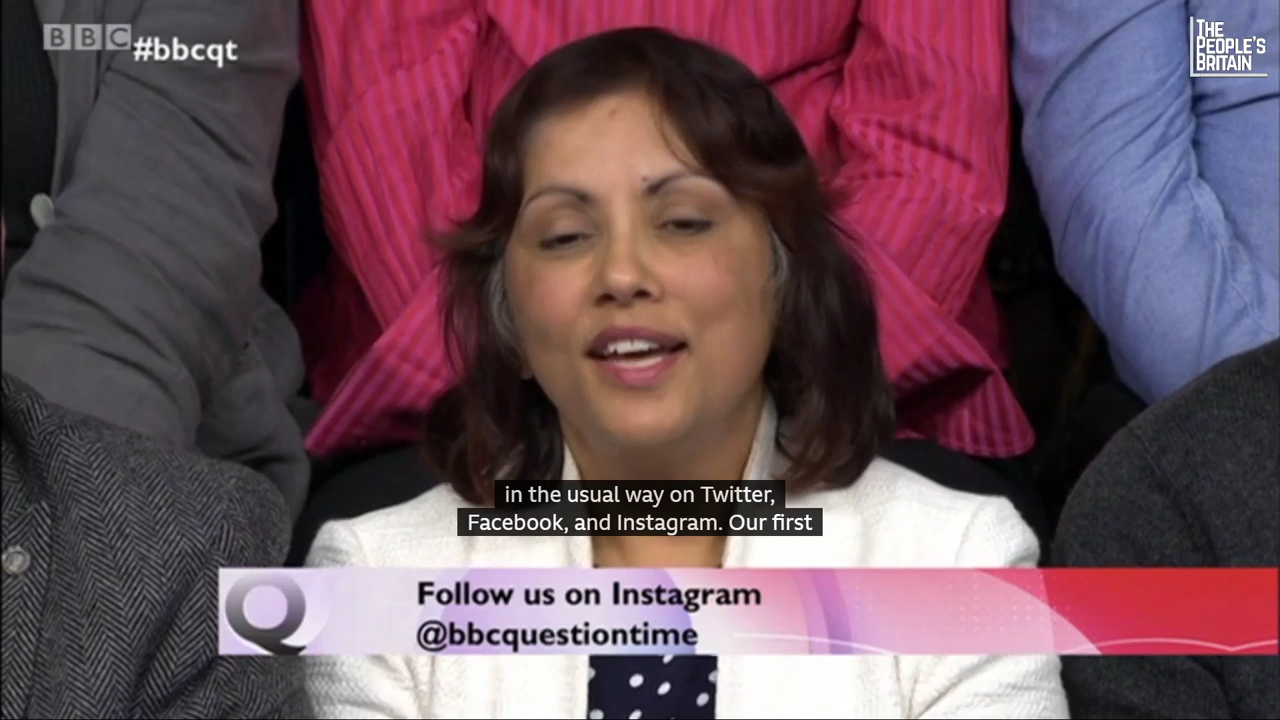 BBC #bbcqt
THE
PEOPLE'S
BRITAIN
in the usual way on Twitter,
Facebook, and Instagram. Our first
Q
Follow us on Instagram
@bbcquestiontime